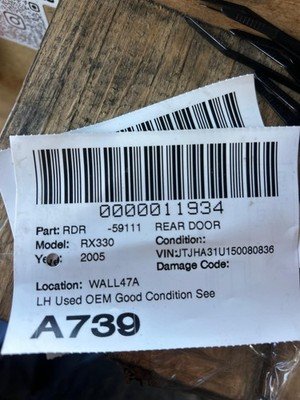 0000011934
Part: RDR -59111 REAR DOOR
Model: RX330 Condition:
Year: 2005 VIN:JTJHA31U150080836
Damage Code:
Location: WALL47A
LH Used OEM Good Condition See
A739